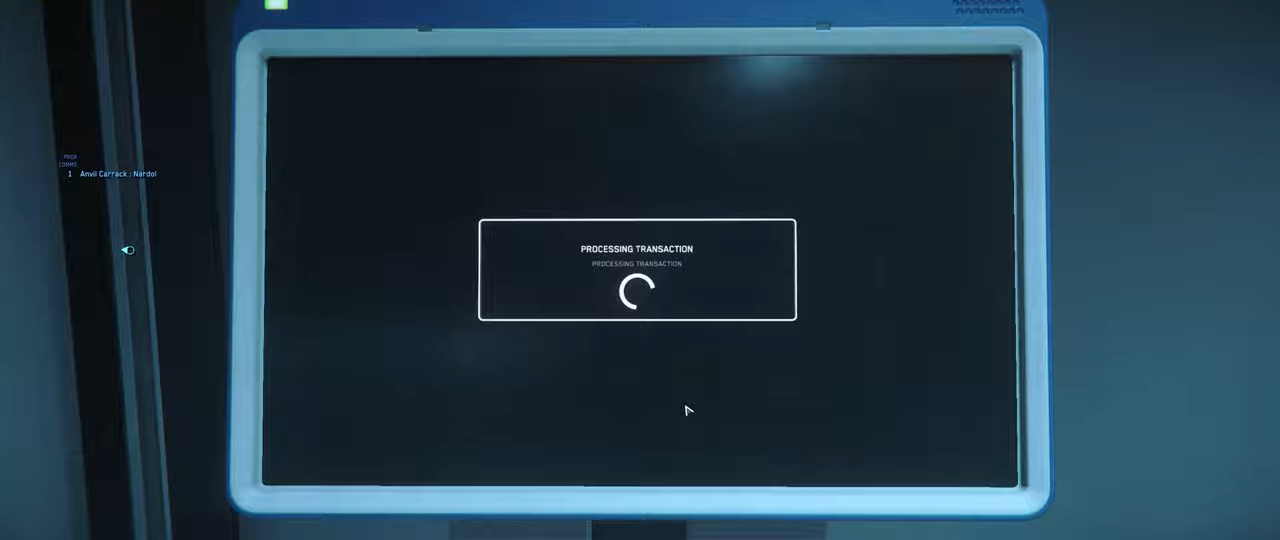 PROX
COMMS
1 Anvil Carrack : Nardol
PROCESSING TRANSACTION
PROCESSING TRANSACTION